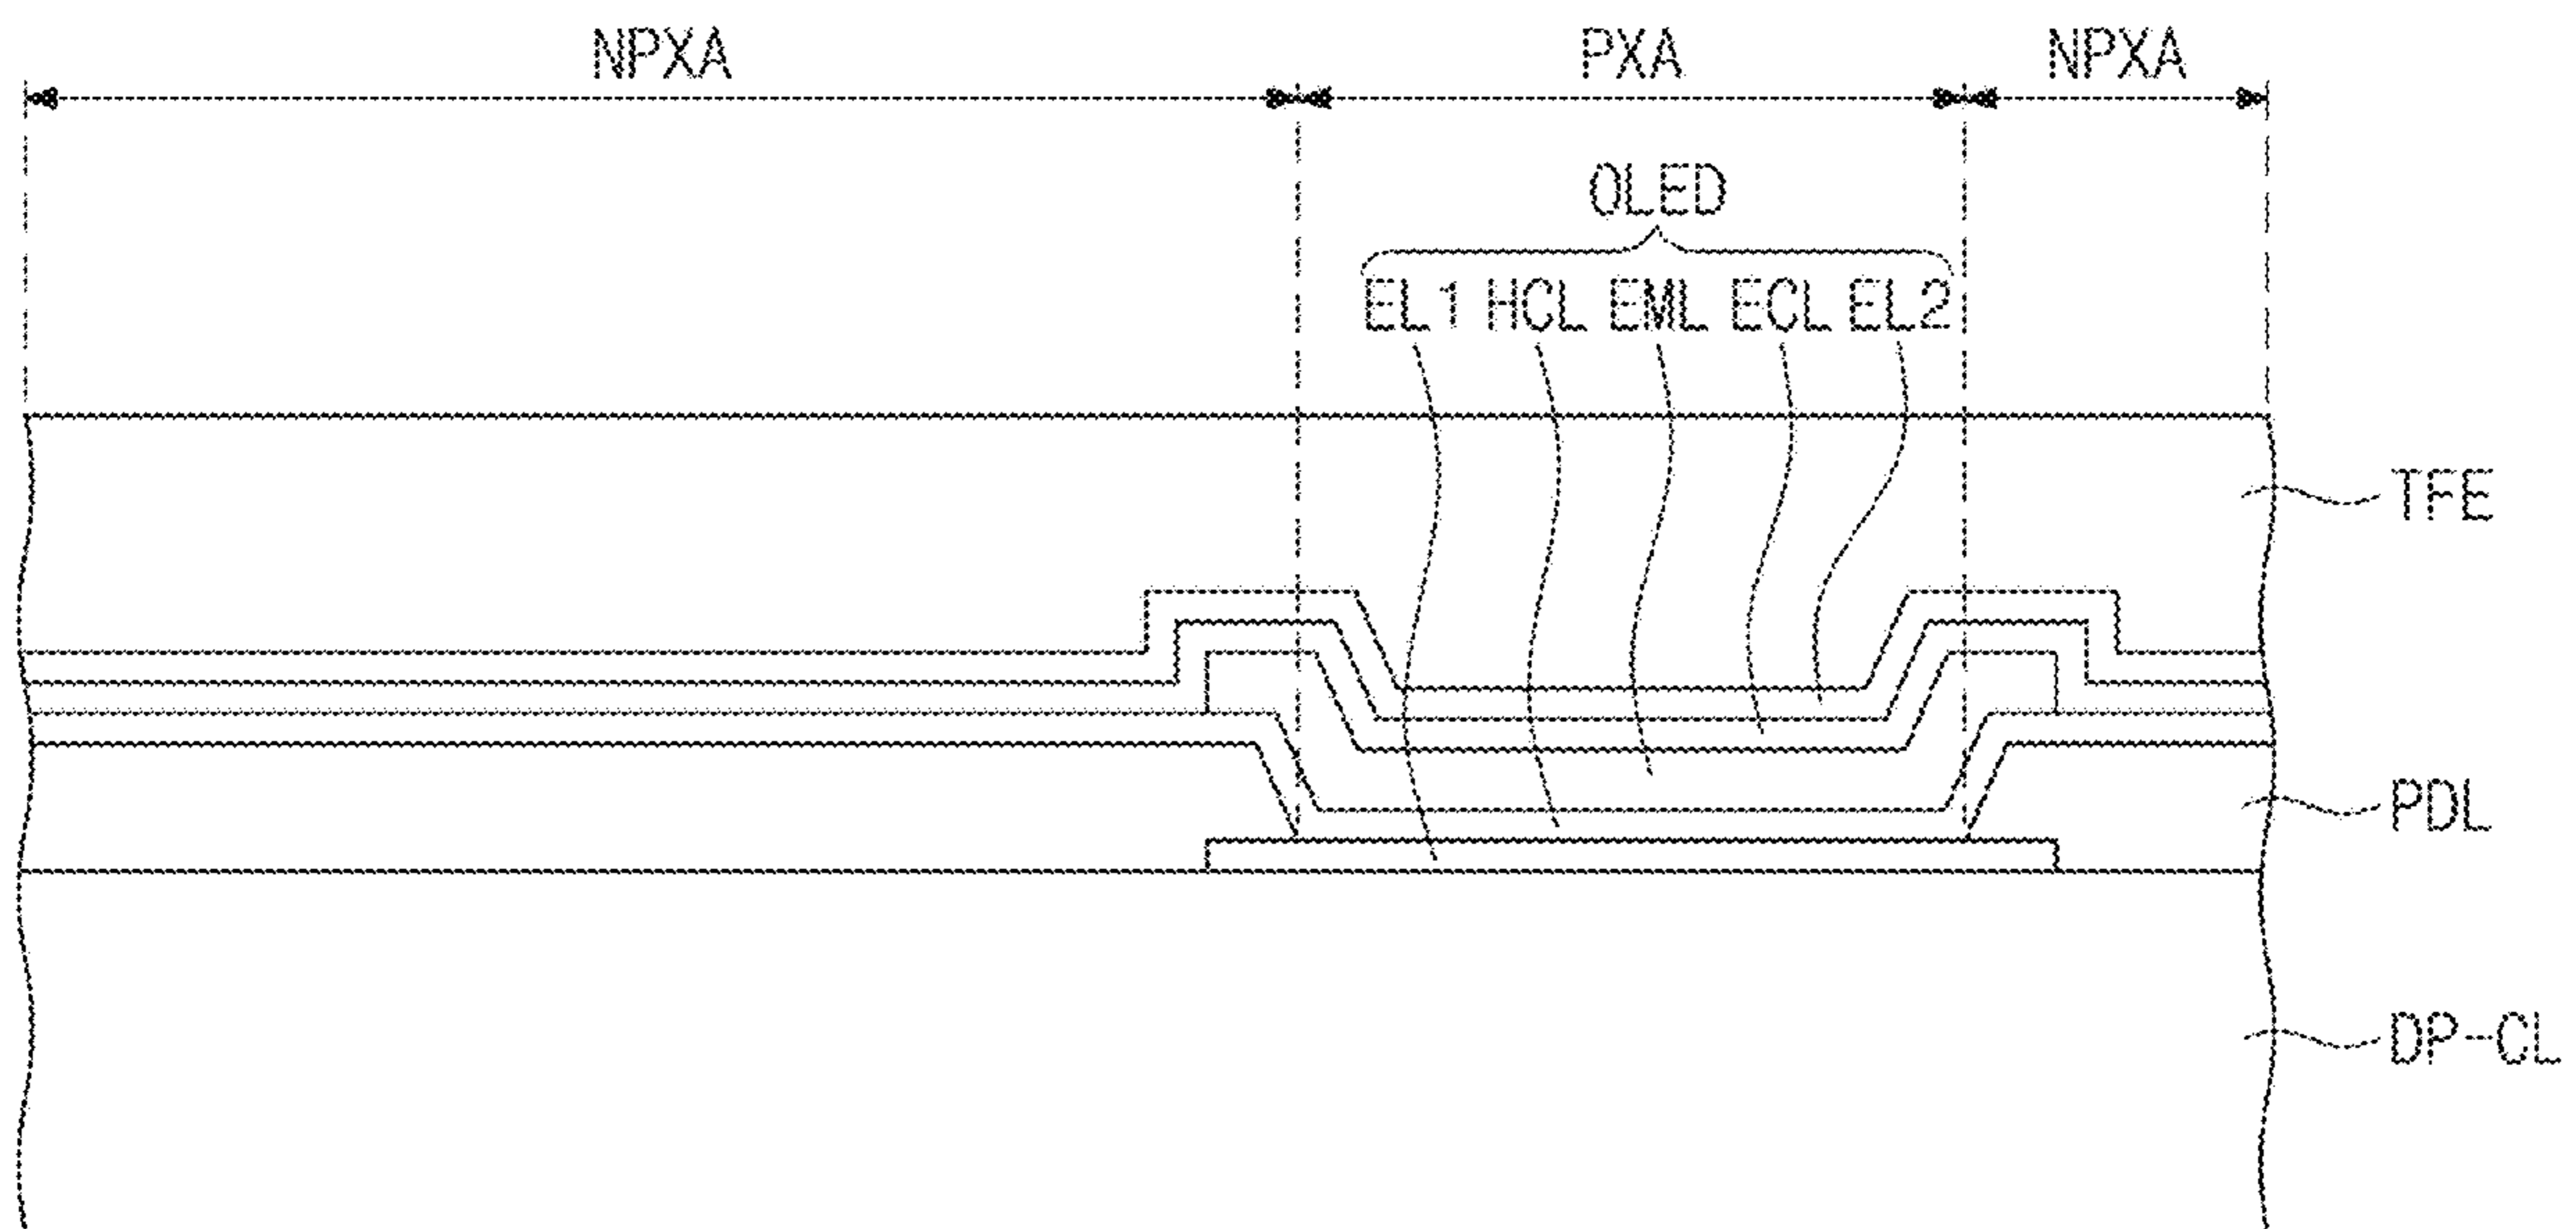 NPXA PXA NPXA
OLED
EL1 HCL EML ECL EL2
TFE
PDL
DP-CL